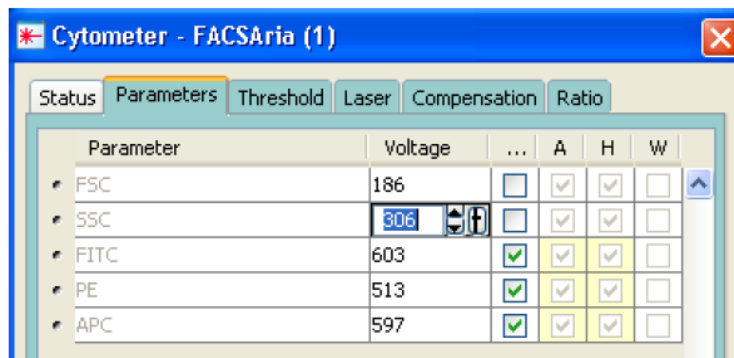 Cytometer - FACSAria (1)
Status Parameters Threshold Laser Compensation Ratio
Parameter Voltage ... A H W
FSC 186
SSC 306 f
FITC 603
PE 513
APC 597